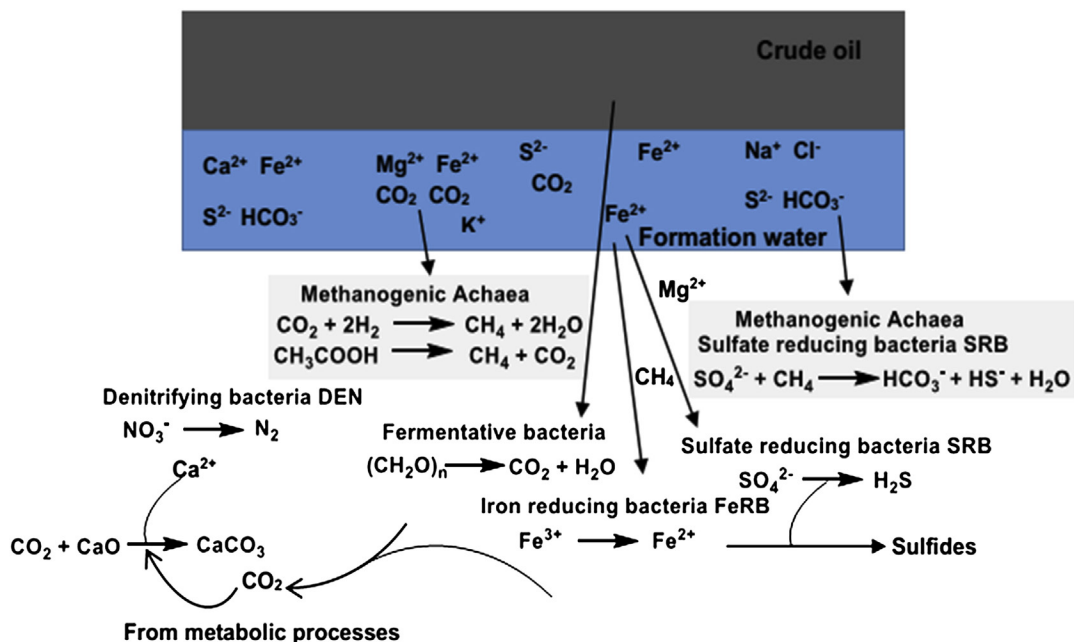 Crude oil
Ca²⁺ Fe²⁺
Mg²⁺ Fe²⁺
S²⁻
Fe²⁺
Na⁺ Cl⁻
CO₂ CO₂
CO₂
S²⁻ HCO₃⁻
K⁺
Fe²⁺
S²⁻ HCO₃⁻
Formation water
Methanogenic Achaea
CO₂ + 2H₂ → CH₄ + 2H₂O
CH₃COOH → CH₄ + CO₂
Mg²⁺
CH₄
Methanogenic Achaea
Sulfate reducing bacteria SRB
SO₄²⁻ + CH₄ → HCO₃⁻ + HS⁻ + H₂O
Denitrifying bacteria DEN
NO₃⁻ → N₂
Ca²⁺
Fermentative bacteria
(CH₂O)ₙ → CO₂ + H₂O
Sulfate reducing bacteria SRB
SO₄²⁻ → H₂S
Iron reducing bacteria FeRB
Fe³⁺ → Fe²⁺ → Sulfides
CO₂ + CaO → CaCO₃
CO₂
From metabolic processes